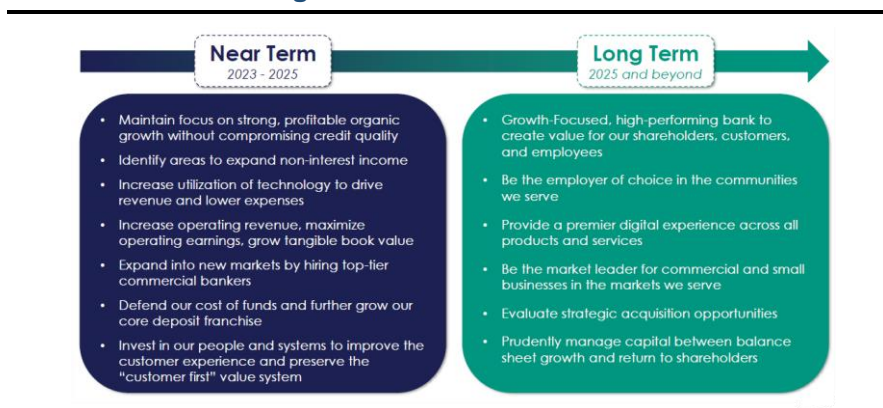 Near Term
2023 - 2025
• Maintain focus on strong, profitable organic
growth without compromising credit quality
• Identify areas to expand non-interest income
• Increase utilization of technology to drive
revenue and lower expenses
• Increase operating revenue, maximize
operating earnings, grow tangible book value
• Expand into new markets by hiring top-tier
commercial bankers
• Defend our cost of funds and further grow our
core deposit franchise
• Invest in our people and systems to improve the
customer experience and preserve the
“customer first” value system
Long Term
2025 and beyond
• Growth-Focused, high-performing bank to
create value for our shareholders, customers,
and employees
• Be the employer of choice in the communities
we serve
• Provide a premier digital experience across all
products and services
• Be the market leader for commercial and small
businesses in the markets we serve
• Evaluate strategic acquisition opportunities
• Prudently manage capital between balance
sheet growth and return to shareholders